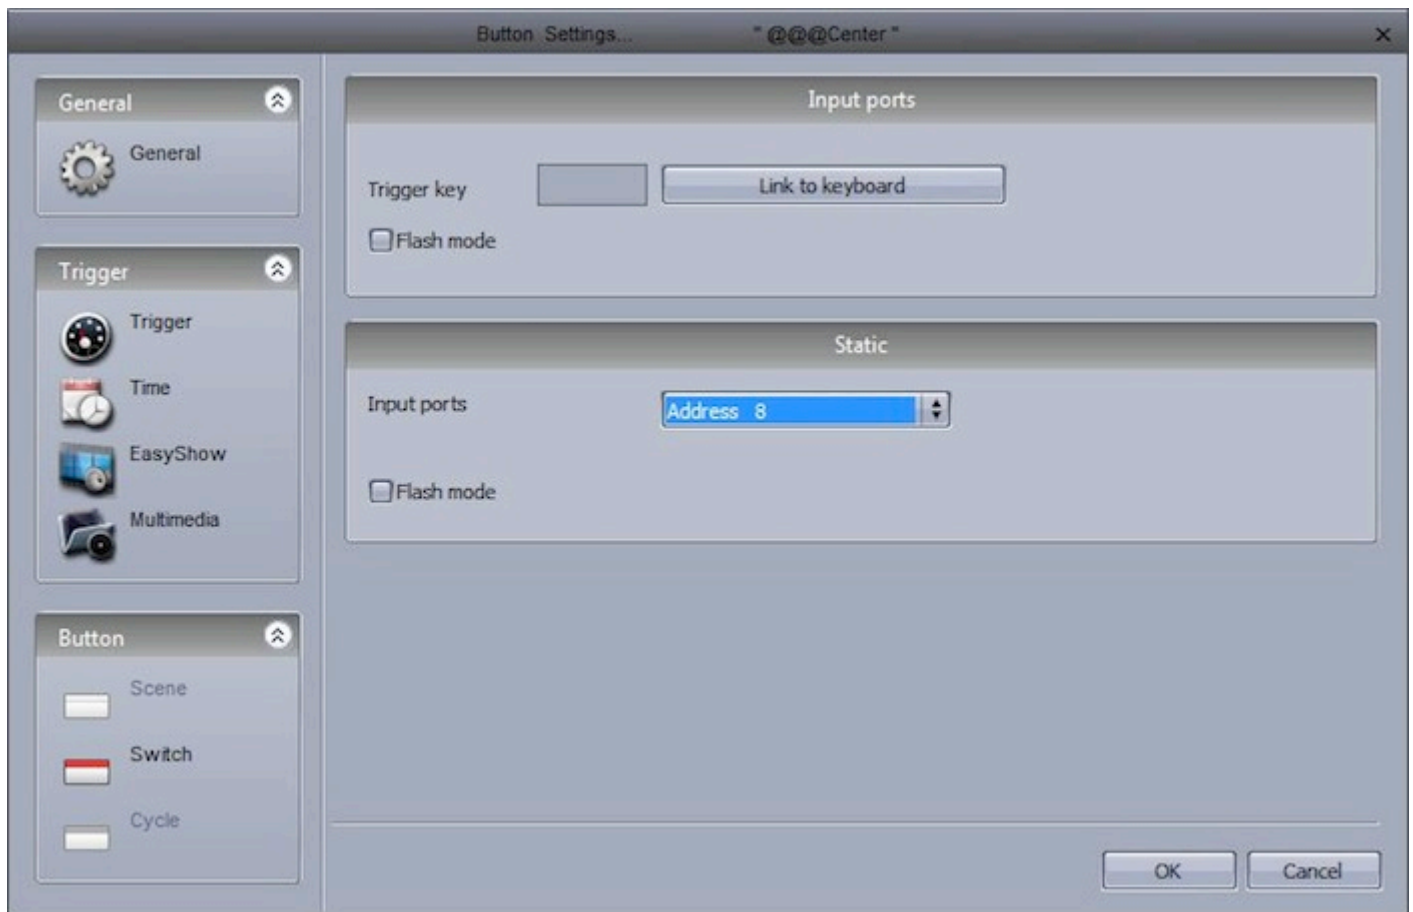 Button Settings... " @@@Center "
General
General
Trigger
Trigger
Time
EasyShow
Multimedia
Button
Scene
Switch
Cycle
Input ports
Trigger key
Link to keyboard
Flash mode
Static
Input ports
Address 8
Flash mode
OK
Cancel